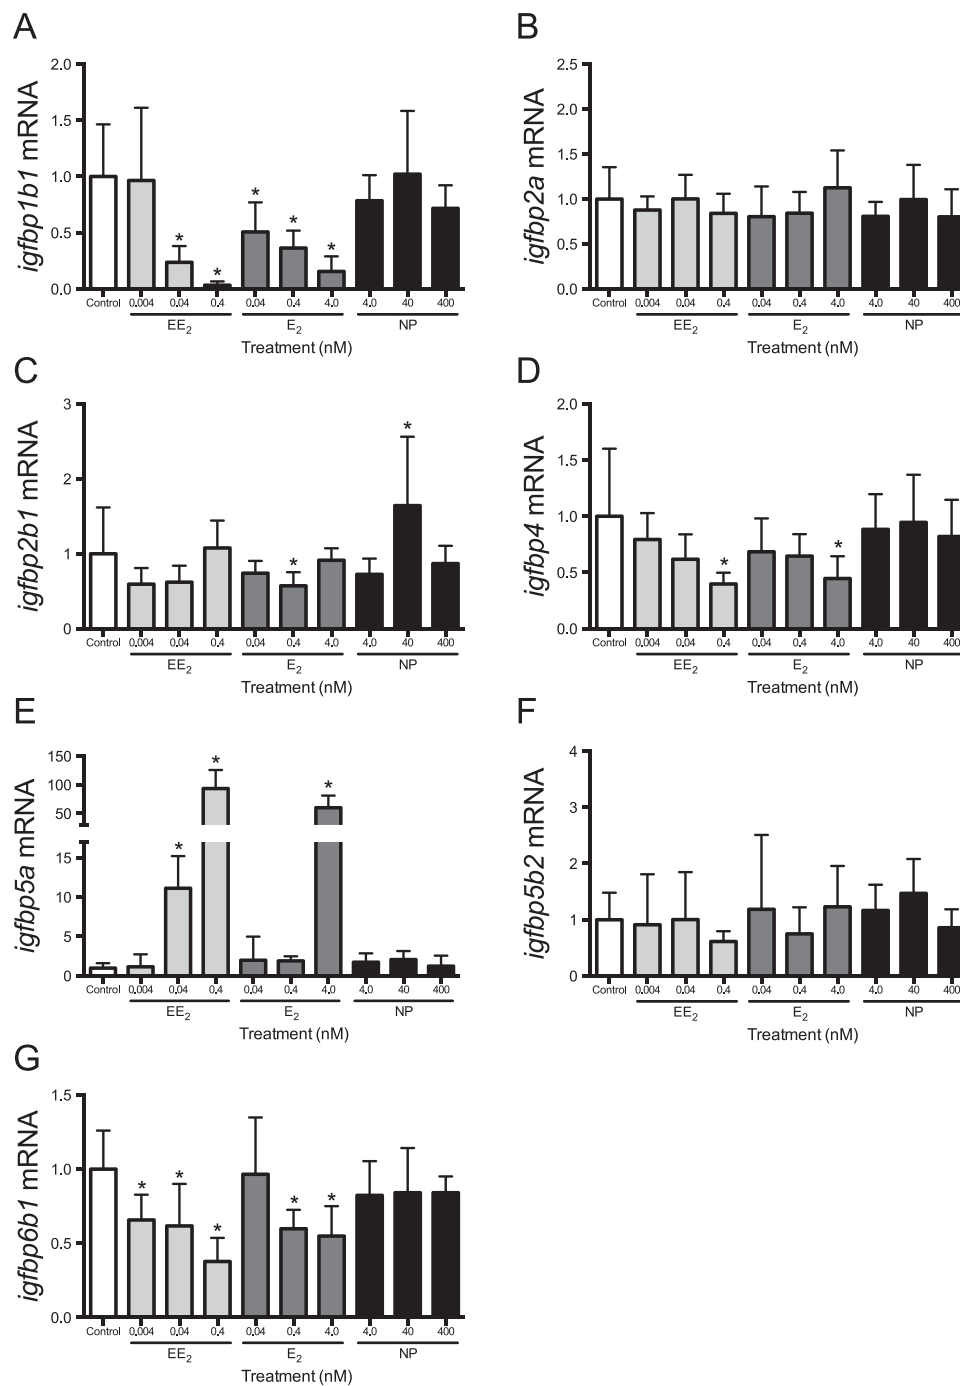 A
igfbp1b1 mRNA
2.0
1.5
1.0
0.5
0.0
* * * * *
Control 0.004 0.04 0.4 0.04 0.4 4.0 4.0 40 400
EE2 E2 NP
Treatment (nM)
B
igfbp2a mRNA
2.5
2.0
1.5
1.0
0.5
0.0
Control 0.004 0.04 0.4 0.04 0.4 4.0 4.0 40 400
EE2 E2 NP
Treatment (nM)
C
igfbp2b1 mRNA
3
2
1
0
* *
Control 0.004 0.04 0.4 0.04 0.4 4.0 4.0 40 400
EE2 E2 NP
Treatment (nM)
D
igfbp4 mRNA
2.0
1.5
1.0
0.5
0.0
* *
Control 0.004 0.04 0.4 0.04 0.4 4.0 4.0 40 400
EE2 E2 NP
Treatment (nM)
E
igfbp5a mRNA
150
100
50
15
10
5
0
* * *
Control 0.004 0.04 0.4 0.04 0.4 4.0 4.0 40 400
EE2 E2 NP
Treatment (nM)
F
igfbp5b2 mRNA
4
3
2
1
0
Control 0.004 0.04 0.4 0.04 0.4 4.0 4.0 40 400
EE2 E2 NP
Treatment (nM)
G
igfbp6b1 mRNA
1.5
1.0
0.5
0.0
* * * * *
Control 0.004 0.04 0.4 0.04 0.4 4.0 4.0 40 400
EE2 E2 NP
Treatment (nM)